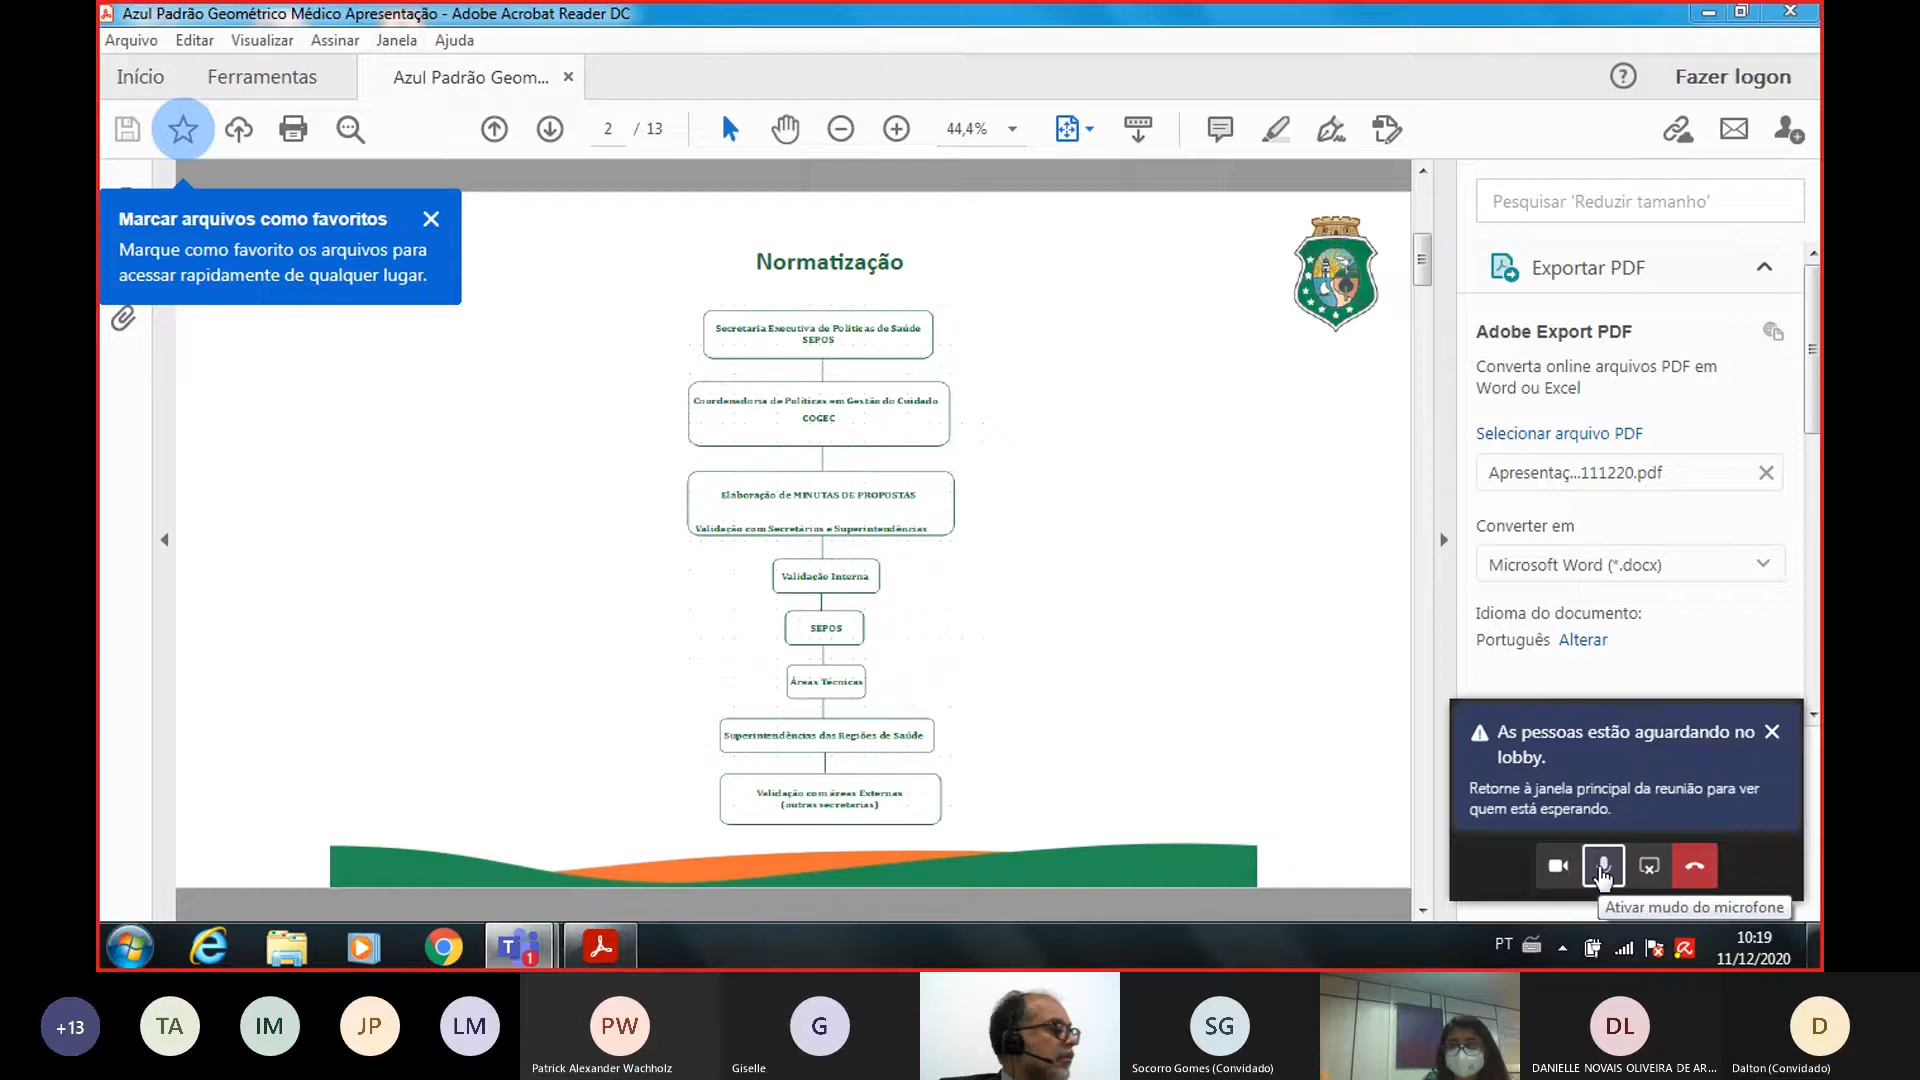 Azul Padrão Geométrico Médico Apresentação - Adobe Acrobat Reader DC
Arquivo Editar Visualizar Assinar Janela Ajuda
Início Ferramentas Azul Padrão Geom... ×
Fazer logon
2 / 13 44,4%
Marcar arquivos como favoritos
Marque como favorito os arquivos para
acessar rapidamente de qualquer lugar.
Normatização
Secretaria Executiva de Políticas de Saúde
SEPOS
Coordenadoria de Políticas em Gestão do Cuidado
COGEC
Elaboração de MINUTAS DE PROPOSTAS
Validação com Secretários e Superintendências
Validação Interna
SEPOS
Áreas Técnicas
Superintendências das Regiões de Saúde
Validação com áreas Externas
(outras secretarias)
Pesquisar 'Reduzir tamanho'
Exportar PDF
Adobe Export PDF
Converta online arquivos PDF em
Word ou Excel
Selecionar arquivo PDF
Apresentaç...111220.pdf
Converter em
Microsoft Word (*.docx)
Idioma do documento:
Português Alterar
As pessoas estão aguardando no
lobby.
Retorne à janela principal da reunião para ver
quem está esperando.
Ativar mudo do microfone
PT
10:19
11/12/2020
1
+13 TA IM JP LM PW G SG DL D
Patrick Alexander Wachholz
Giselle
Socorro Gomes (Convidado)
DANIELLE NOVAIS OLIVEIRA DE AR...
Dalton (Convidado)